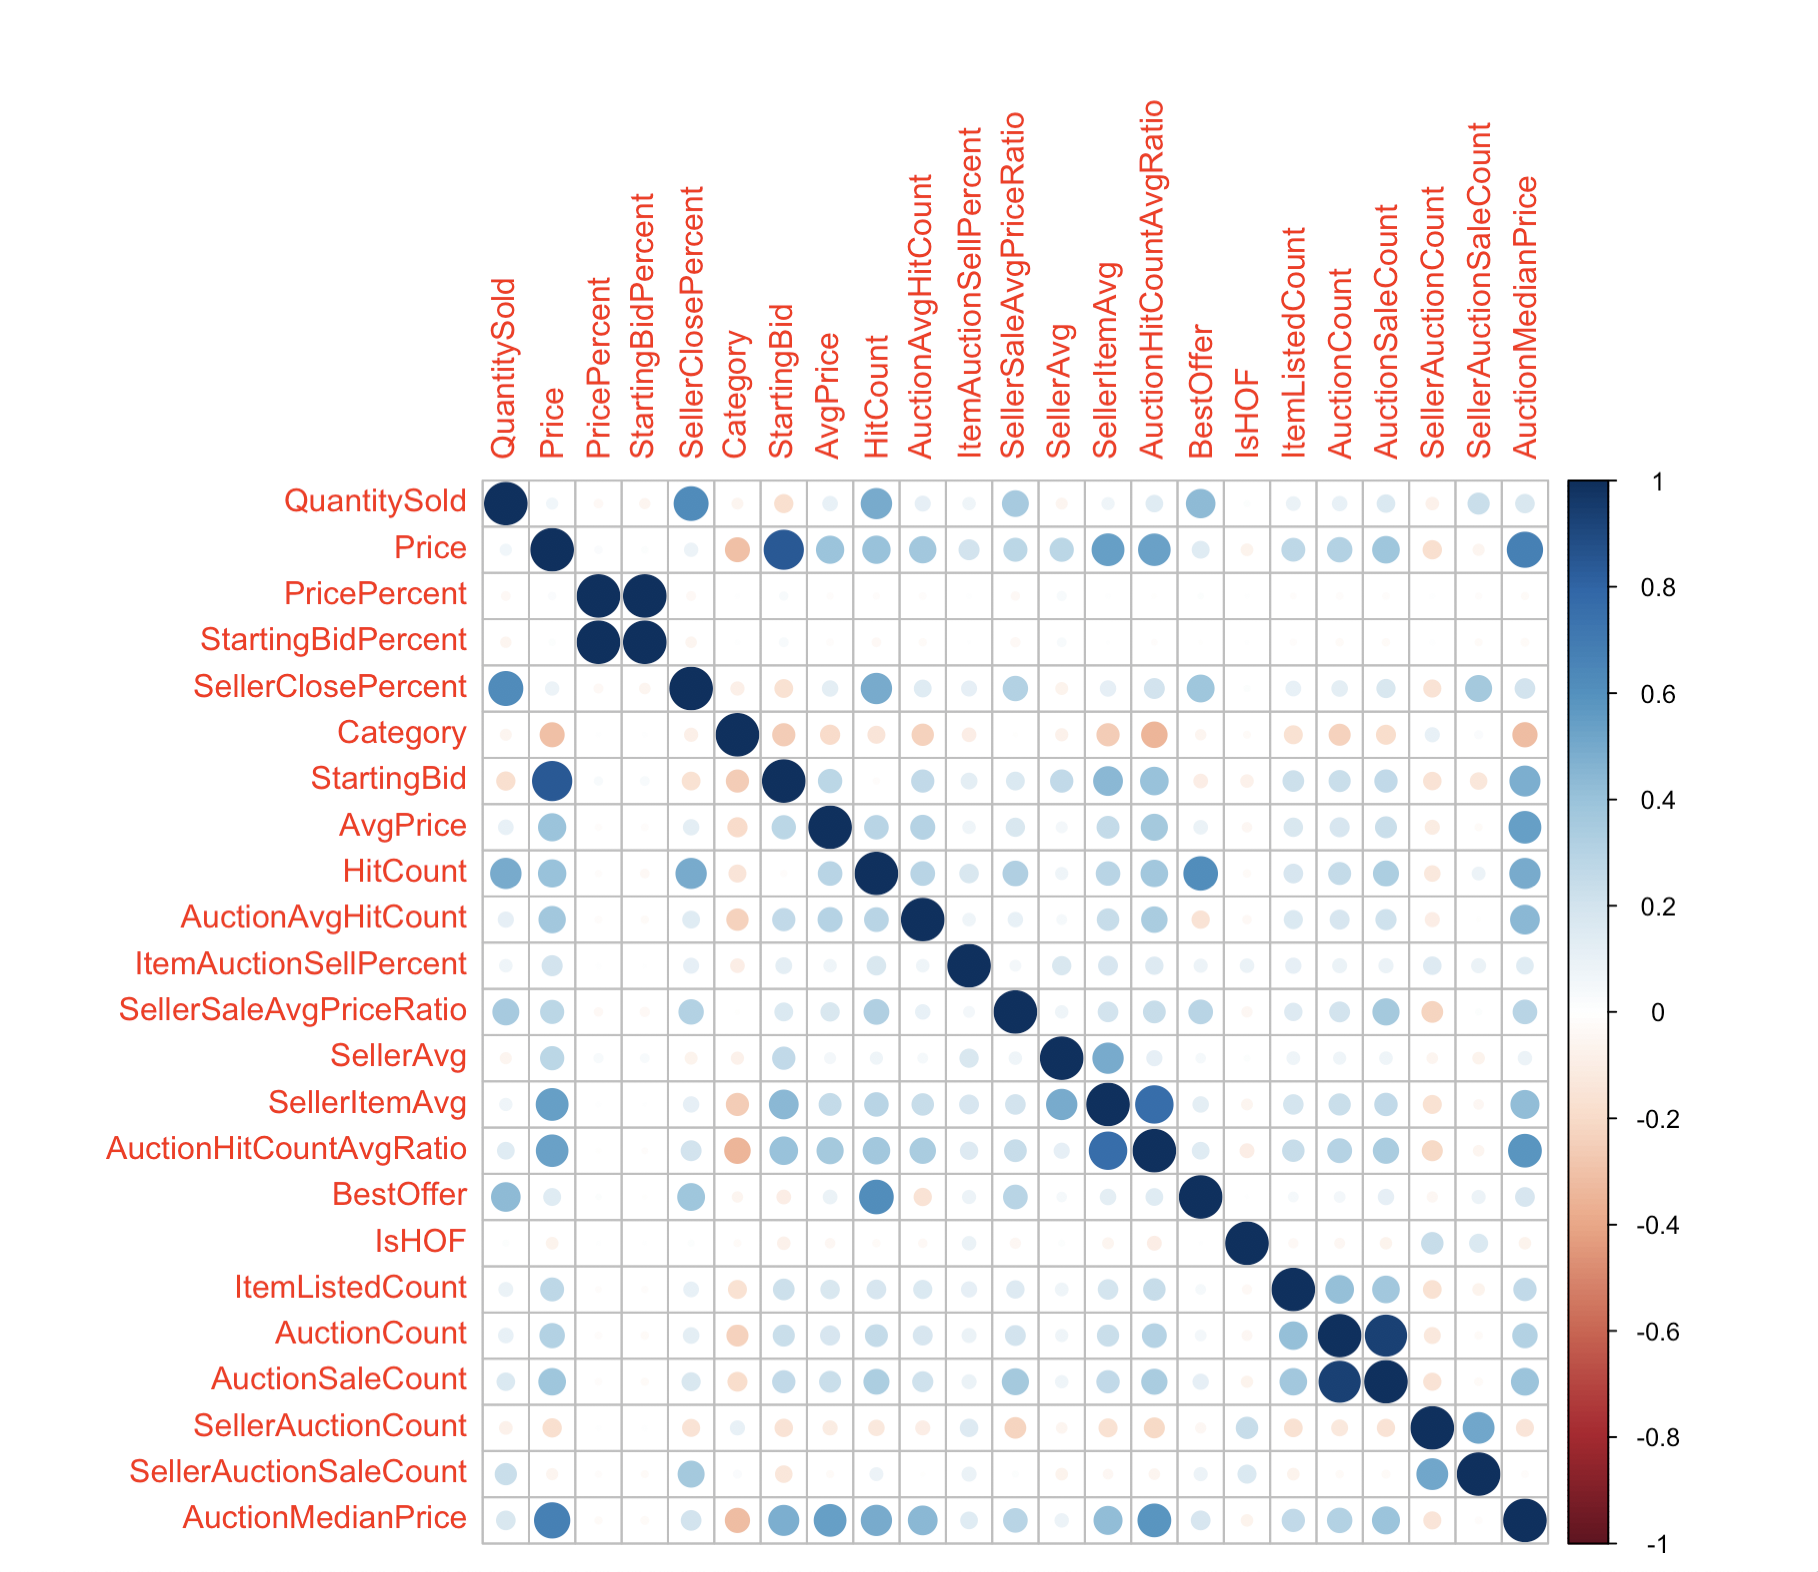 QuantitySold
Price
PricePercent
StartingBidPercent
SellerClosePercent
Category
StartingBid
AvgPrice
HitCount
AuctionAvgHitCount
ItemAuctionSellPercent
SellerSaleAvgPriceRatio
SellerAvg
SellerItemAvg
AuctionHitCountAvgRatio
BestOffer
IsHOF
ItemListedCount
AuctionCount
AuctionSaleCount
SellerAuctionCount
SellerAuctionSaleCount
AuctionMedianPrice
QuantitySold
Price
PricePercent
StartingBidPercent
SellerClosePercent
Category
StartingBid
AvgPrice
HitCount
AuctionAvgHitCount
ItemAuctionSellPercent
SellerSaleAvgPriceRatio
SellerAvg
SellerItemAvg
AuctionHitCountAvgRatio
BestOffer
IsHOF
ItemListedCount
AuctionCount
AuctionSaleCount
SellerAuctionCount
SellerAuctionSaleCount
AuctionMedianPrice
1
0.8
0.6
0.4
0.2
0
-0.2
-0.4
-0.6
-0.8
-1